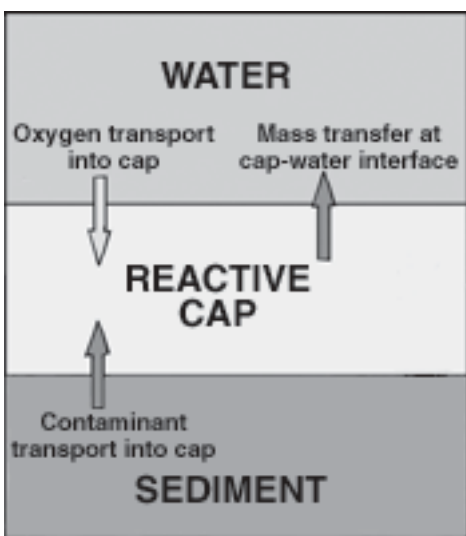 WATER
Oxygen transport
into cap
Mass transfer at
cap-water interface
REACTIVE
CAP
Contaminant
transport into cap
SEDIMENT